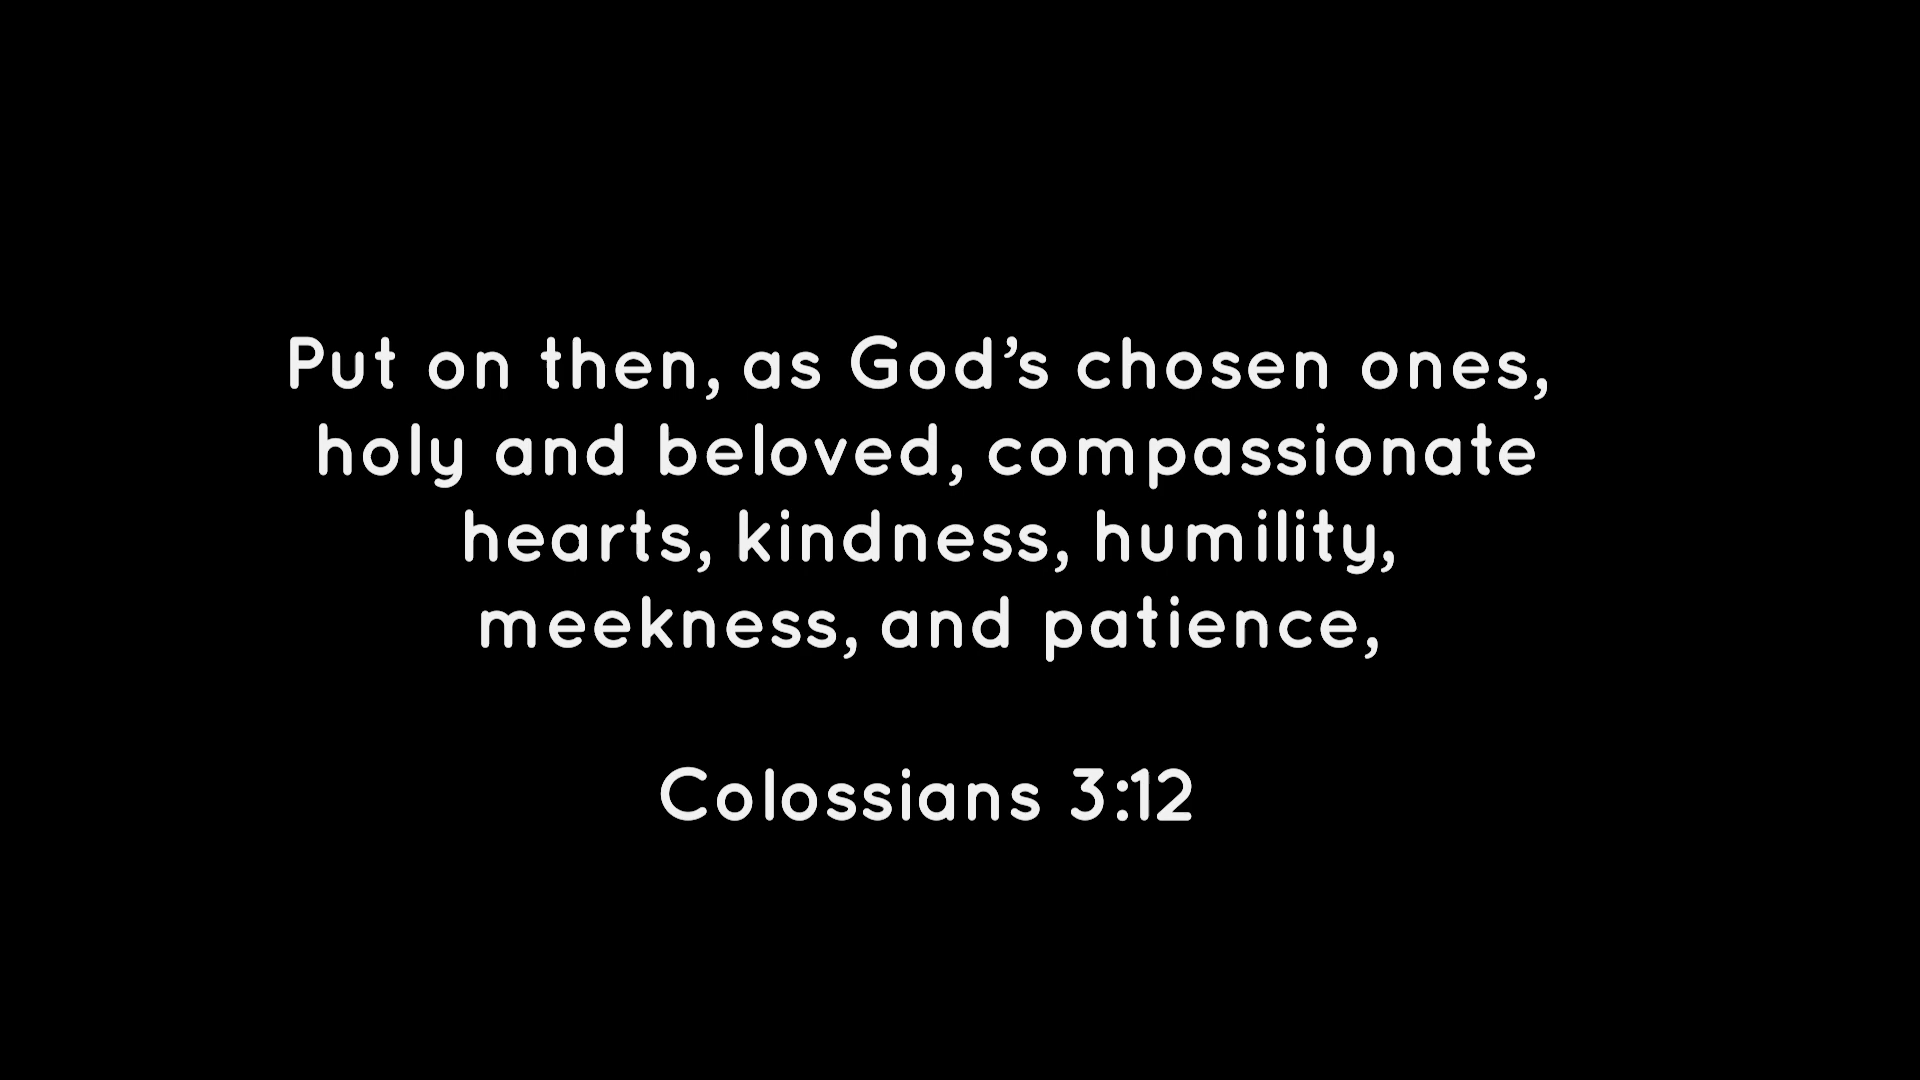 Put on then, as God’s chosen ones,
holy and beloved, compassionate
hearts, kindness, humility,
meekness, and patience,
Colossians 3:12